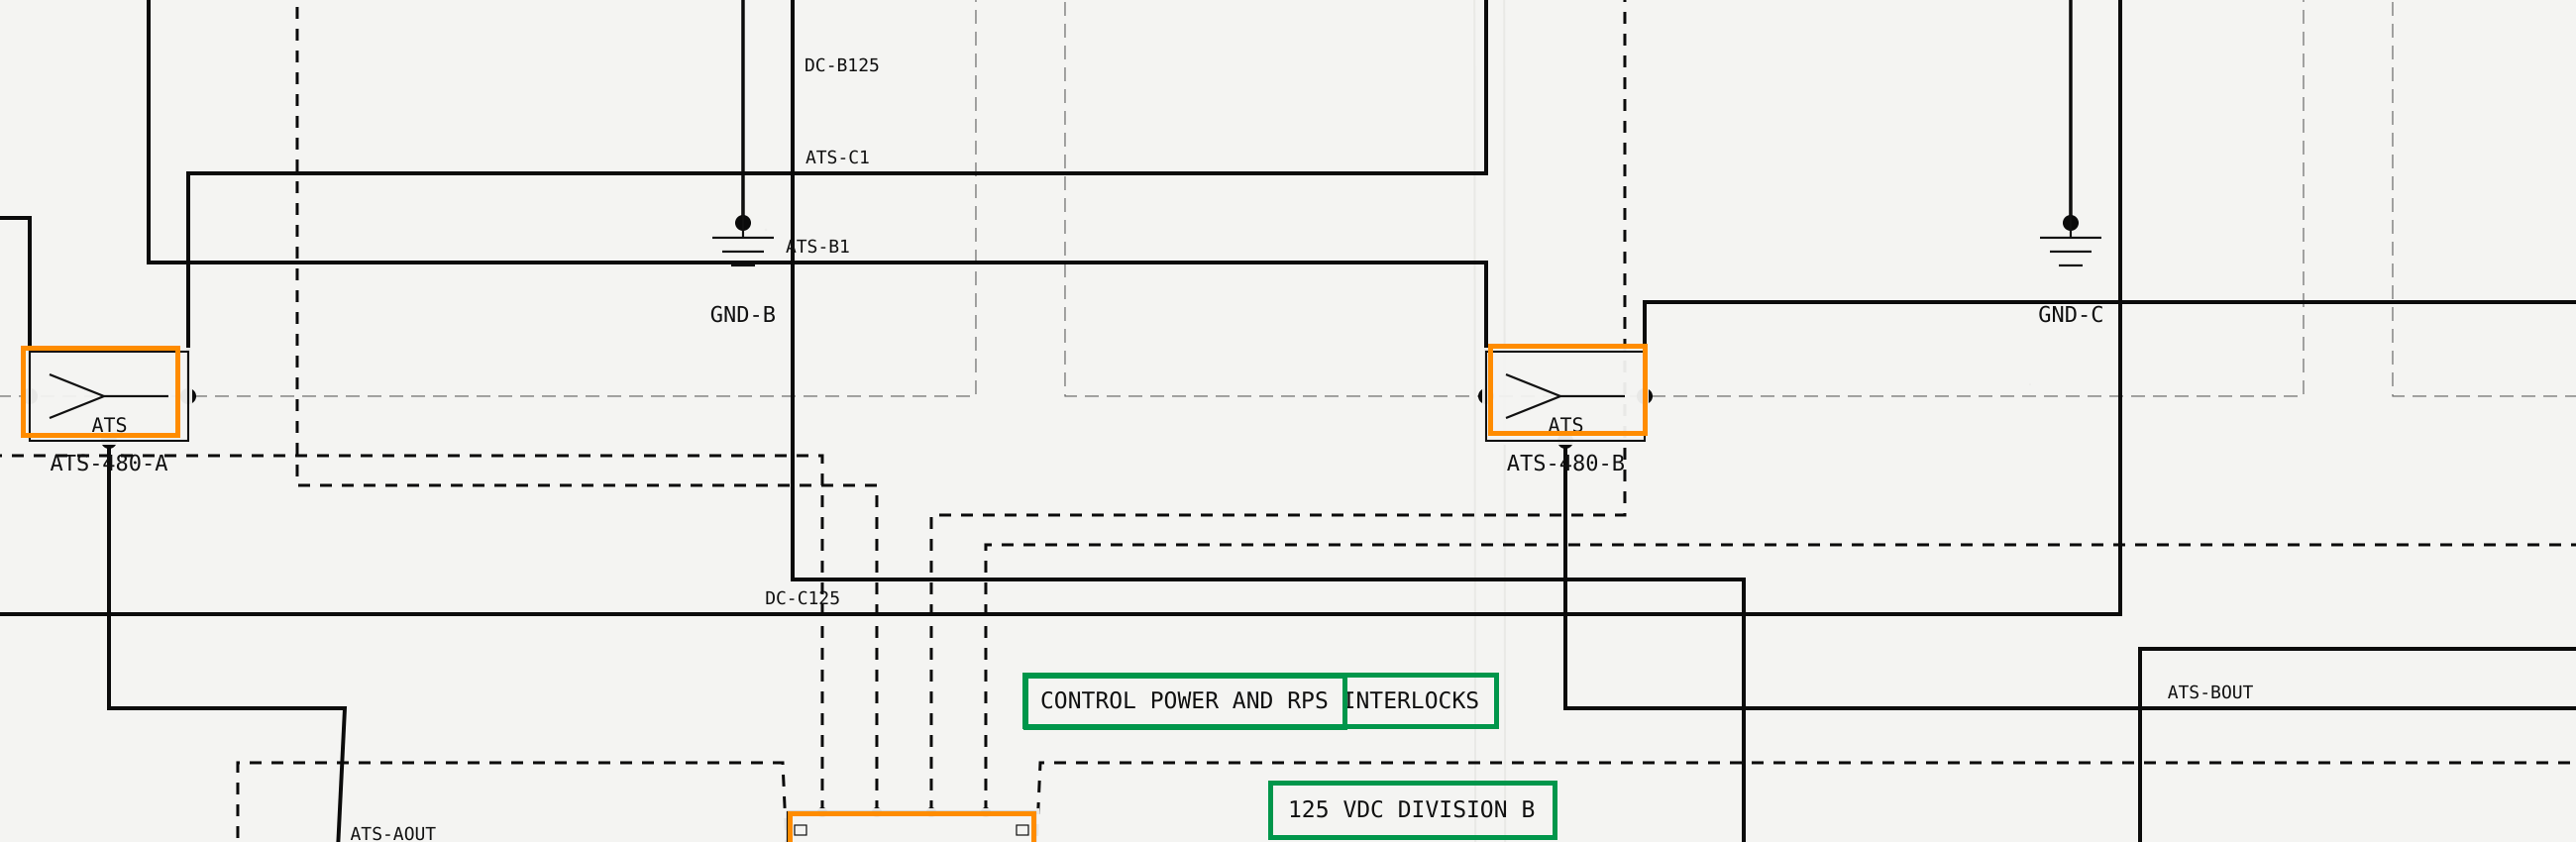 DC-B125
ATS-C1
ATS-B1
GND-B
GND-C
ATS
ATS
ATS-480-A
ATS-480-B
DC-C125
ATS-BOUT
CONTROL POWER AND RPS INTERLOCKS
125 VDC DIVISION B
ATS-AOUT